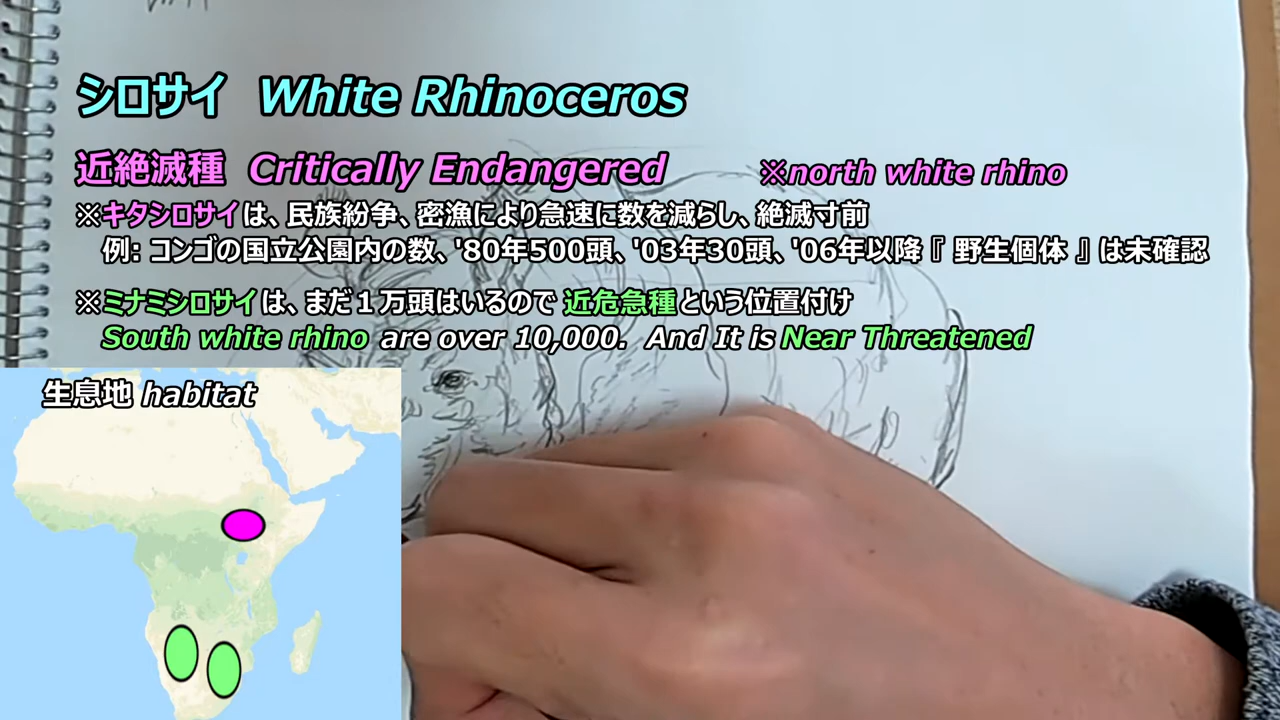 シロサイ White Rhinoceros
近絶滅種 Critically Endangered ※north white rhino
※キタシロサイは、民族紛争、密漁により急速に数を減らし、絶滅寸前
例: コンゴの国立公園内の数、'80年500頭、'03年30頭、'06年以降『 野生個体 』は未確認
※ミナミシロサイは、まだ１万頭はいるので 近危急種という位置付け
South white rhino are over 10,000. And It is Near Threatened
生息地 habitat